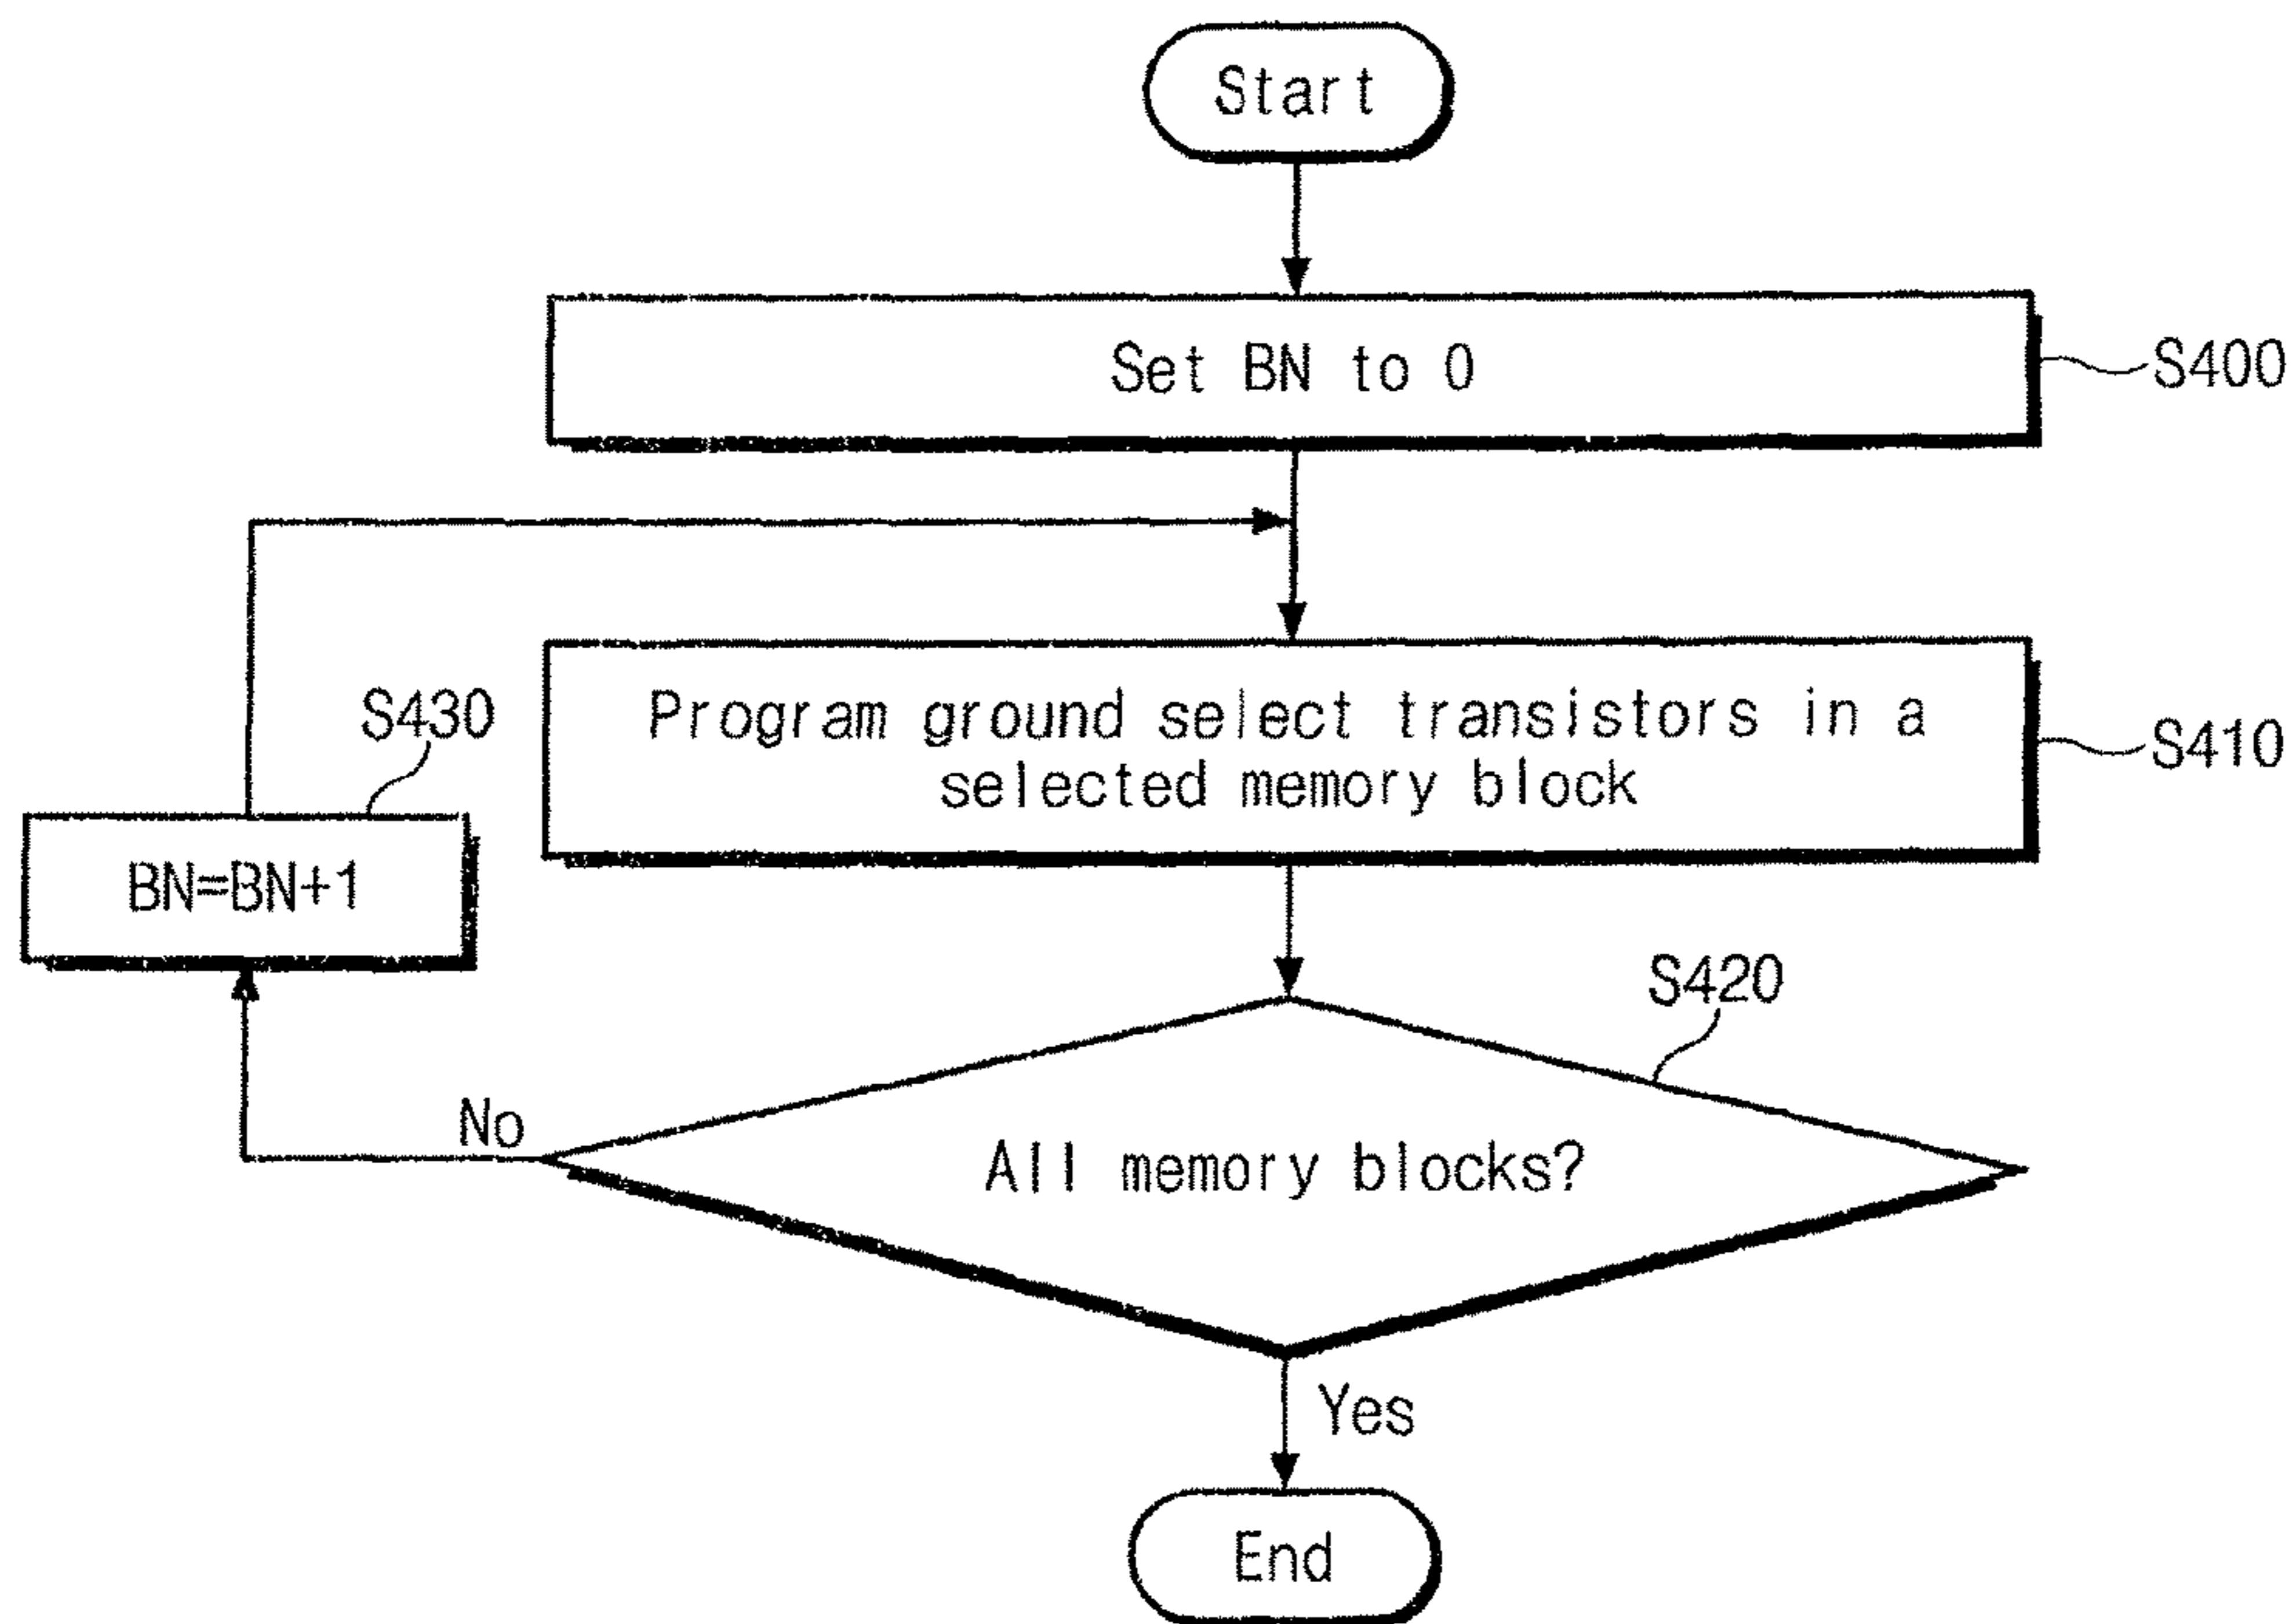 Start
Set BN to 0
S400
S430
Program ground select transistors in a
selected memory block
S410
BN=BN+1
S420
No
All memory blocks?
Yes
End